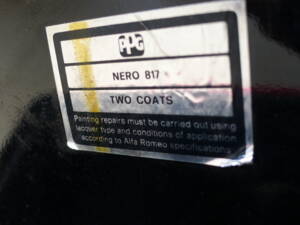 PPG
NERO 817
TWO COATS
Painting repairs must be carried out using
lacquer type and conditions of application
according to Alfa Romeo specifications